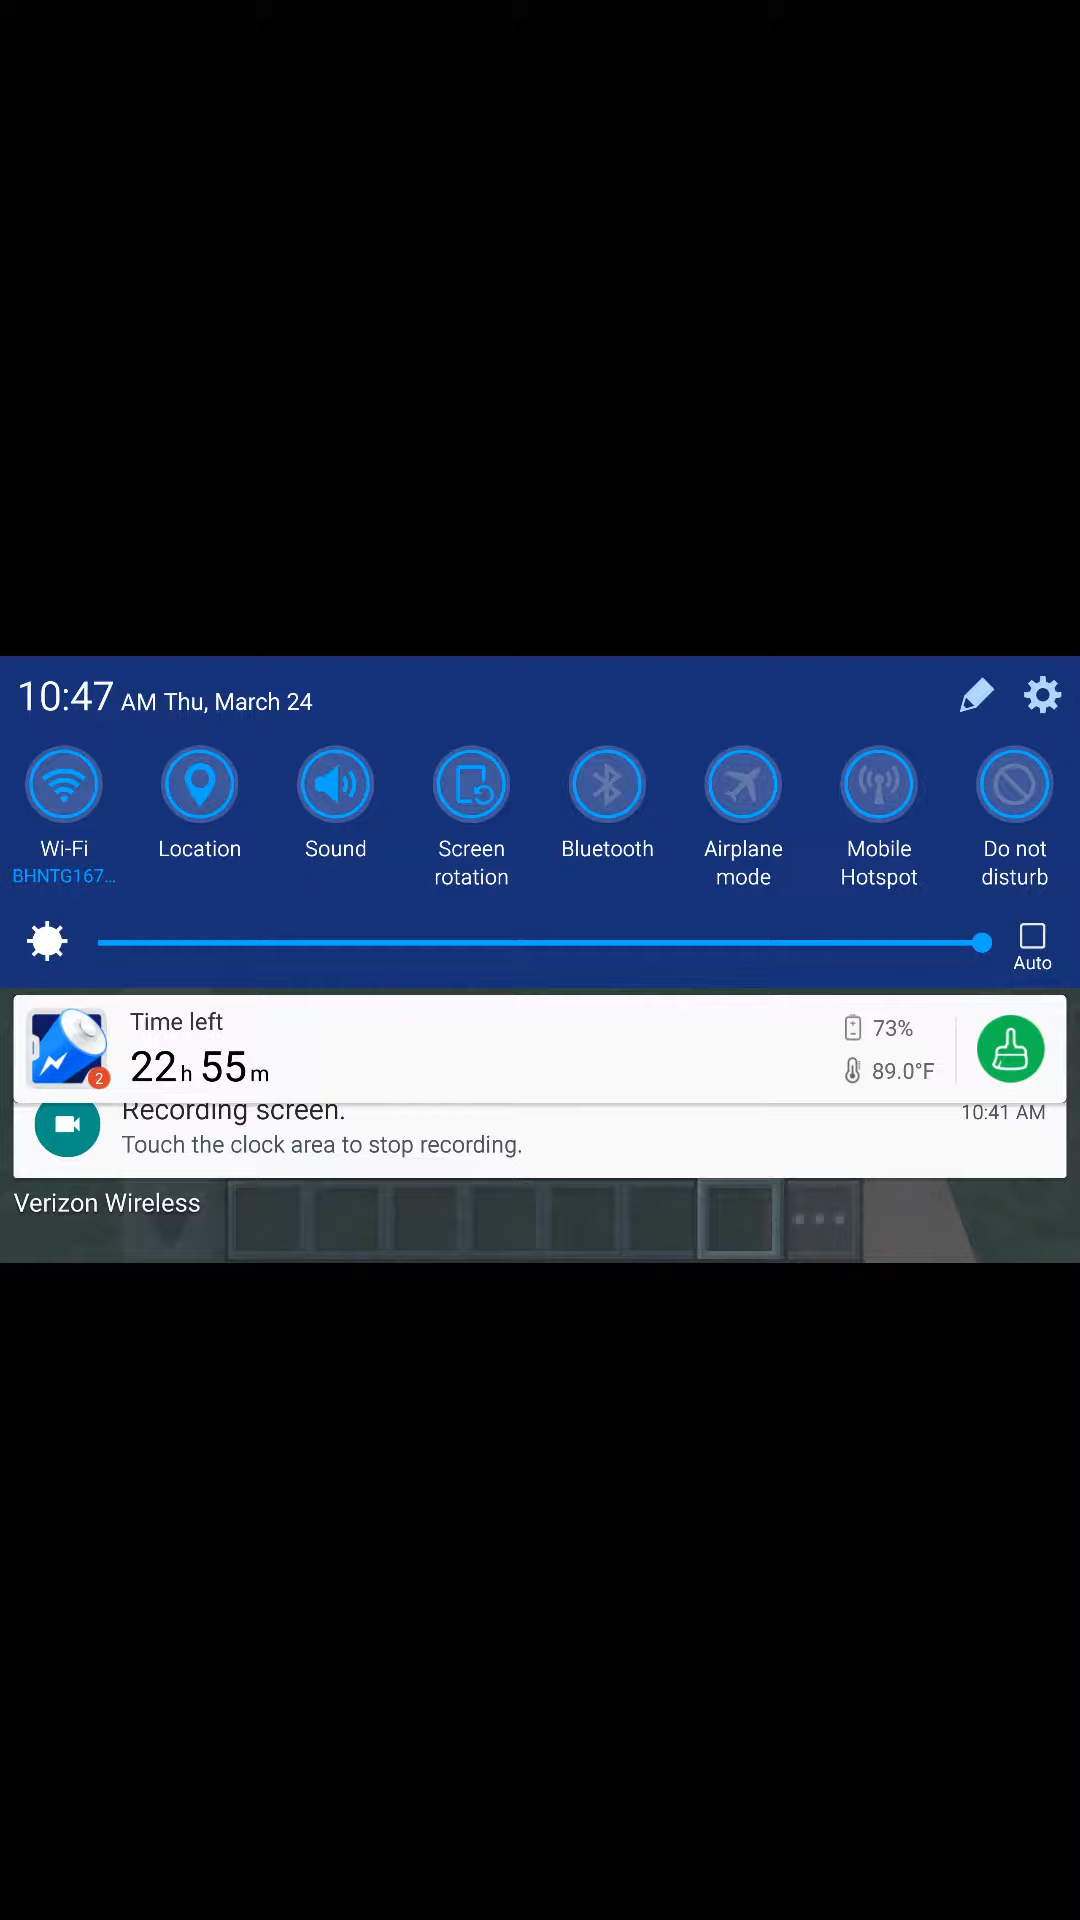 10:47 AM Thu, March 24
Wi-Fi
BHNTG167...
Location
Sound
Screen rotation
Bluetooth
Airplane mode
Mobile Hotspot
Do not disturb
Auto
Time left
22h 55m
73%
89.0°F
2
Recording screen.
10:41 AM
Touch the clock area to stop recording.
Verizon Wireless